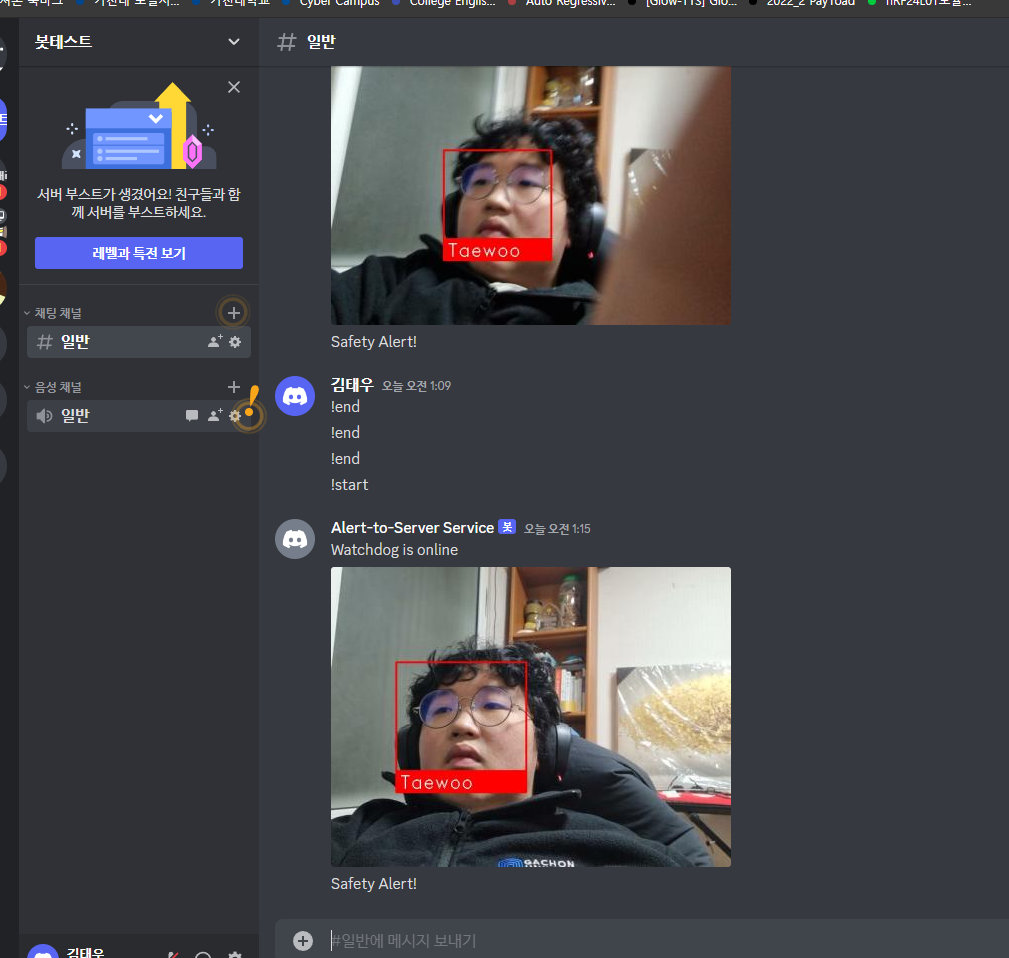 Cyber Campus
College Englis...
Auto Regressiv...
[Glow-TTS] Glo...
2022_2 PayToad
봇테스트
일반
서버 부스트가 생겼어요! 친구들과 함
께 서버를 부스트하세요.
레벨과 특전 보기
채팅 채널
일반
음성 채널
일반
Taewoo
Safety Alert!
김태우 오늘 오전 1:09
!end
!end
!end
!start
Alert-to-Server Service 봇 오늘 오전 1:15
Watchdog is online
Taewoo
GACHON
Safety Alert!
#일반에 메시지 보내기
김태우